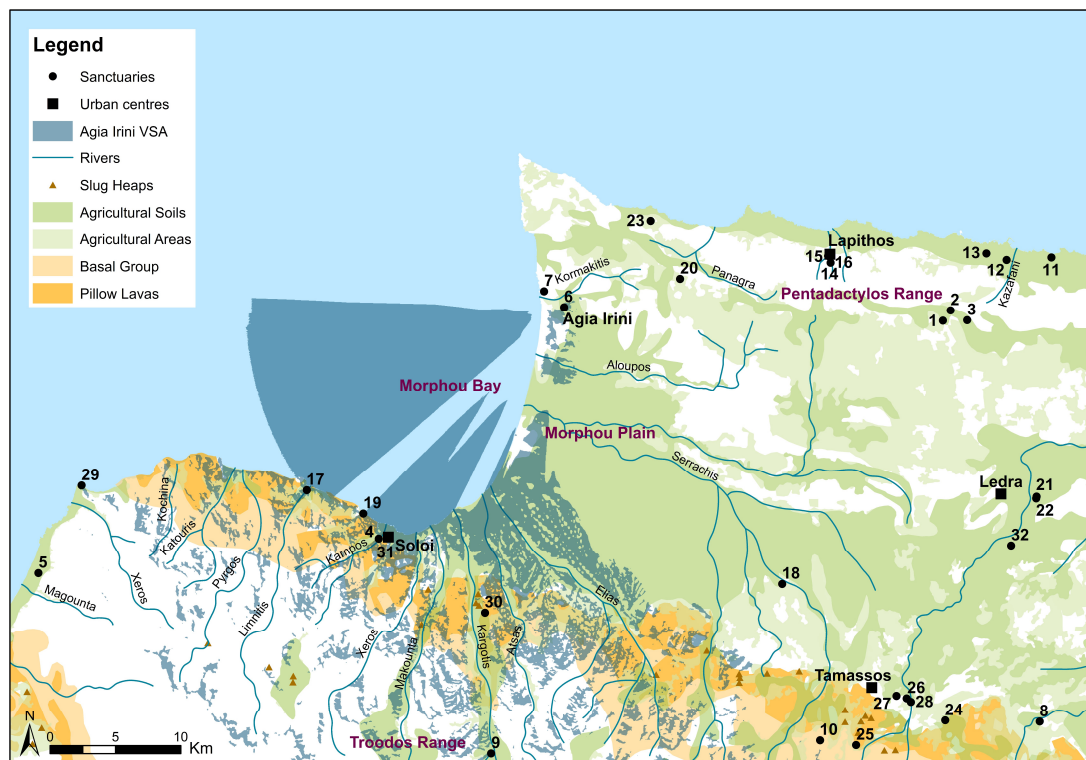 Legend
Sanctuaries
Urban centres
Agia Irini VSA
Rivers
Slug Heaps
Agricultural Soils
Agricultural Areas
Basal Group
Pillow Lavas
23
Lapithos
15
16
14
13
12
11
Kazafani
Kormakitis
7
6
Agia Irini
20
Panagra
Pentadactylos Range
2
1
3
Aloupos
Morphou Bay
Morphou Plain
Serrachis
29
17
19
Kochina
Katouris
Pyrgos
Limnitis
4
31
Soloi
Kampos
Ledra
21
22
32
5
Magounta
Xeros
Xeros
Makounta
30
Kargotis
Atsas
Elias
18
Tamassos
26
27
28
24
8
10
25
9
Troodos Range
N
0
5
10
Km